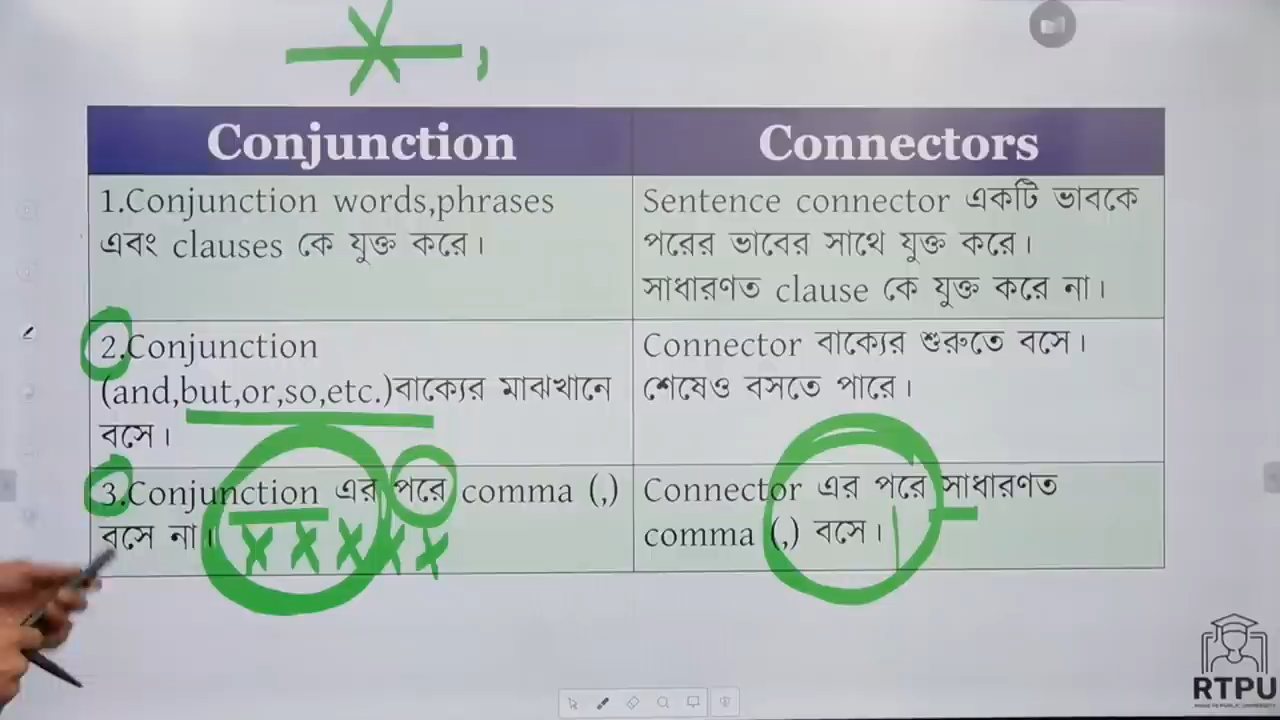 Conjunction
Connectors
1.Conjunction words,phrases
এবং clauses কে যুক্ত করে।
Sentence connector একটি ভাবকে
পরের ভাবের সাথে যুক্ত করে।
সাধারণত clause কে যুক্ত করে না।
2.Conjunction
(and,but,or,so,etc.)বাক্যের মাঝখানে
বসে।
Connector বাক্যের শুরুতে বসে।
শেষেও বসতে পারে।
3.Conjunction এর পরে comma (,)
বসে না।
Connector এর পরে সাধারণত
comma (,) বসে।
RTPU